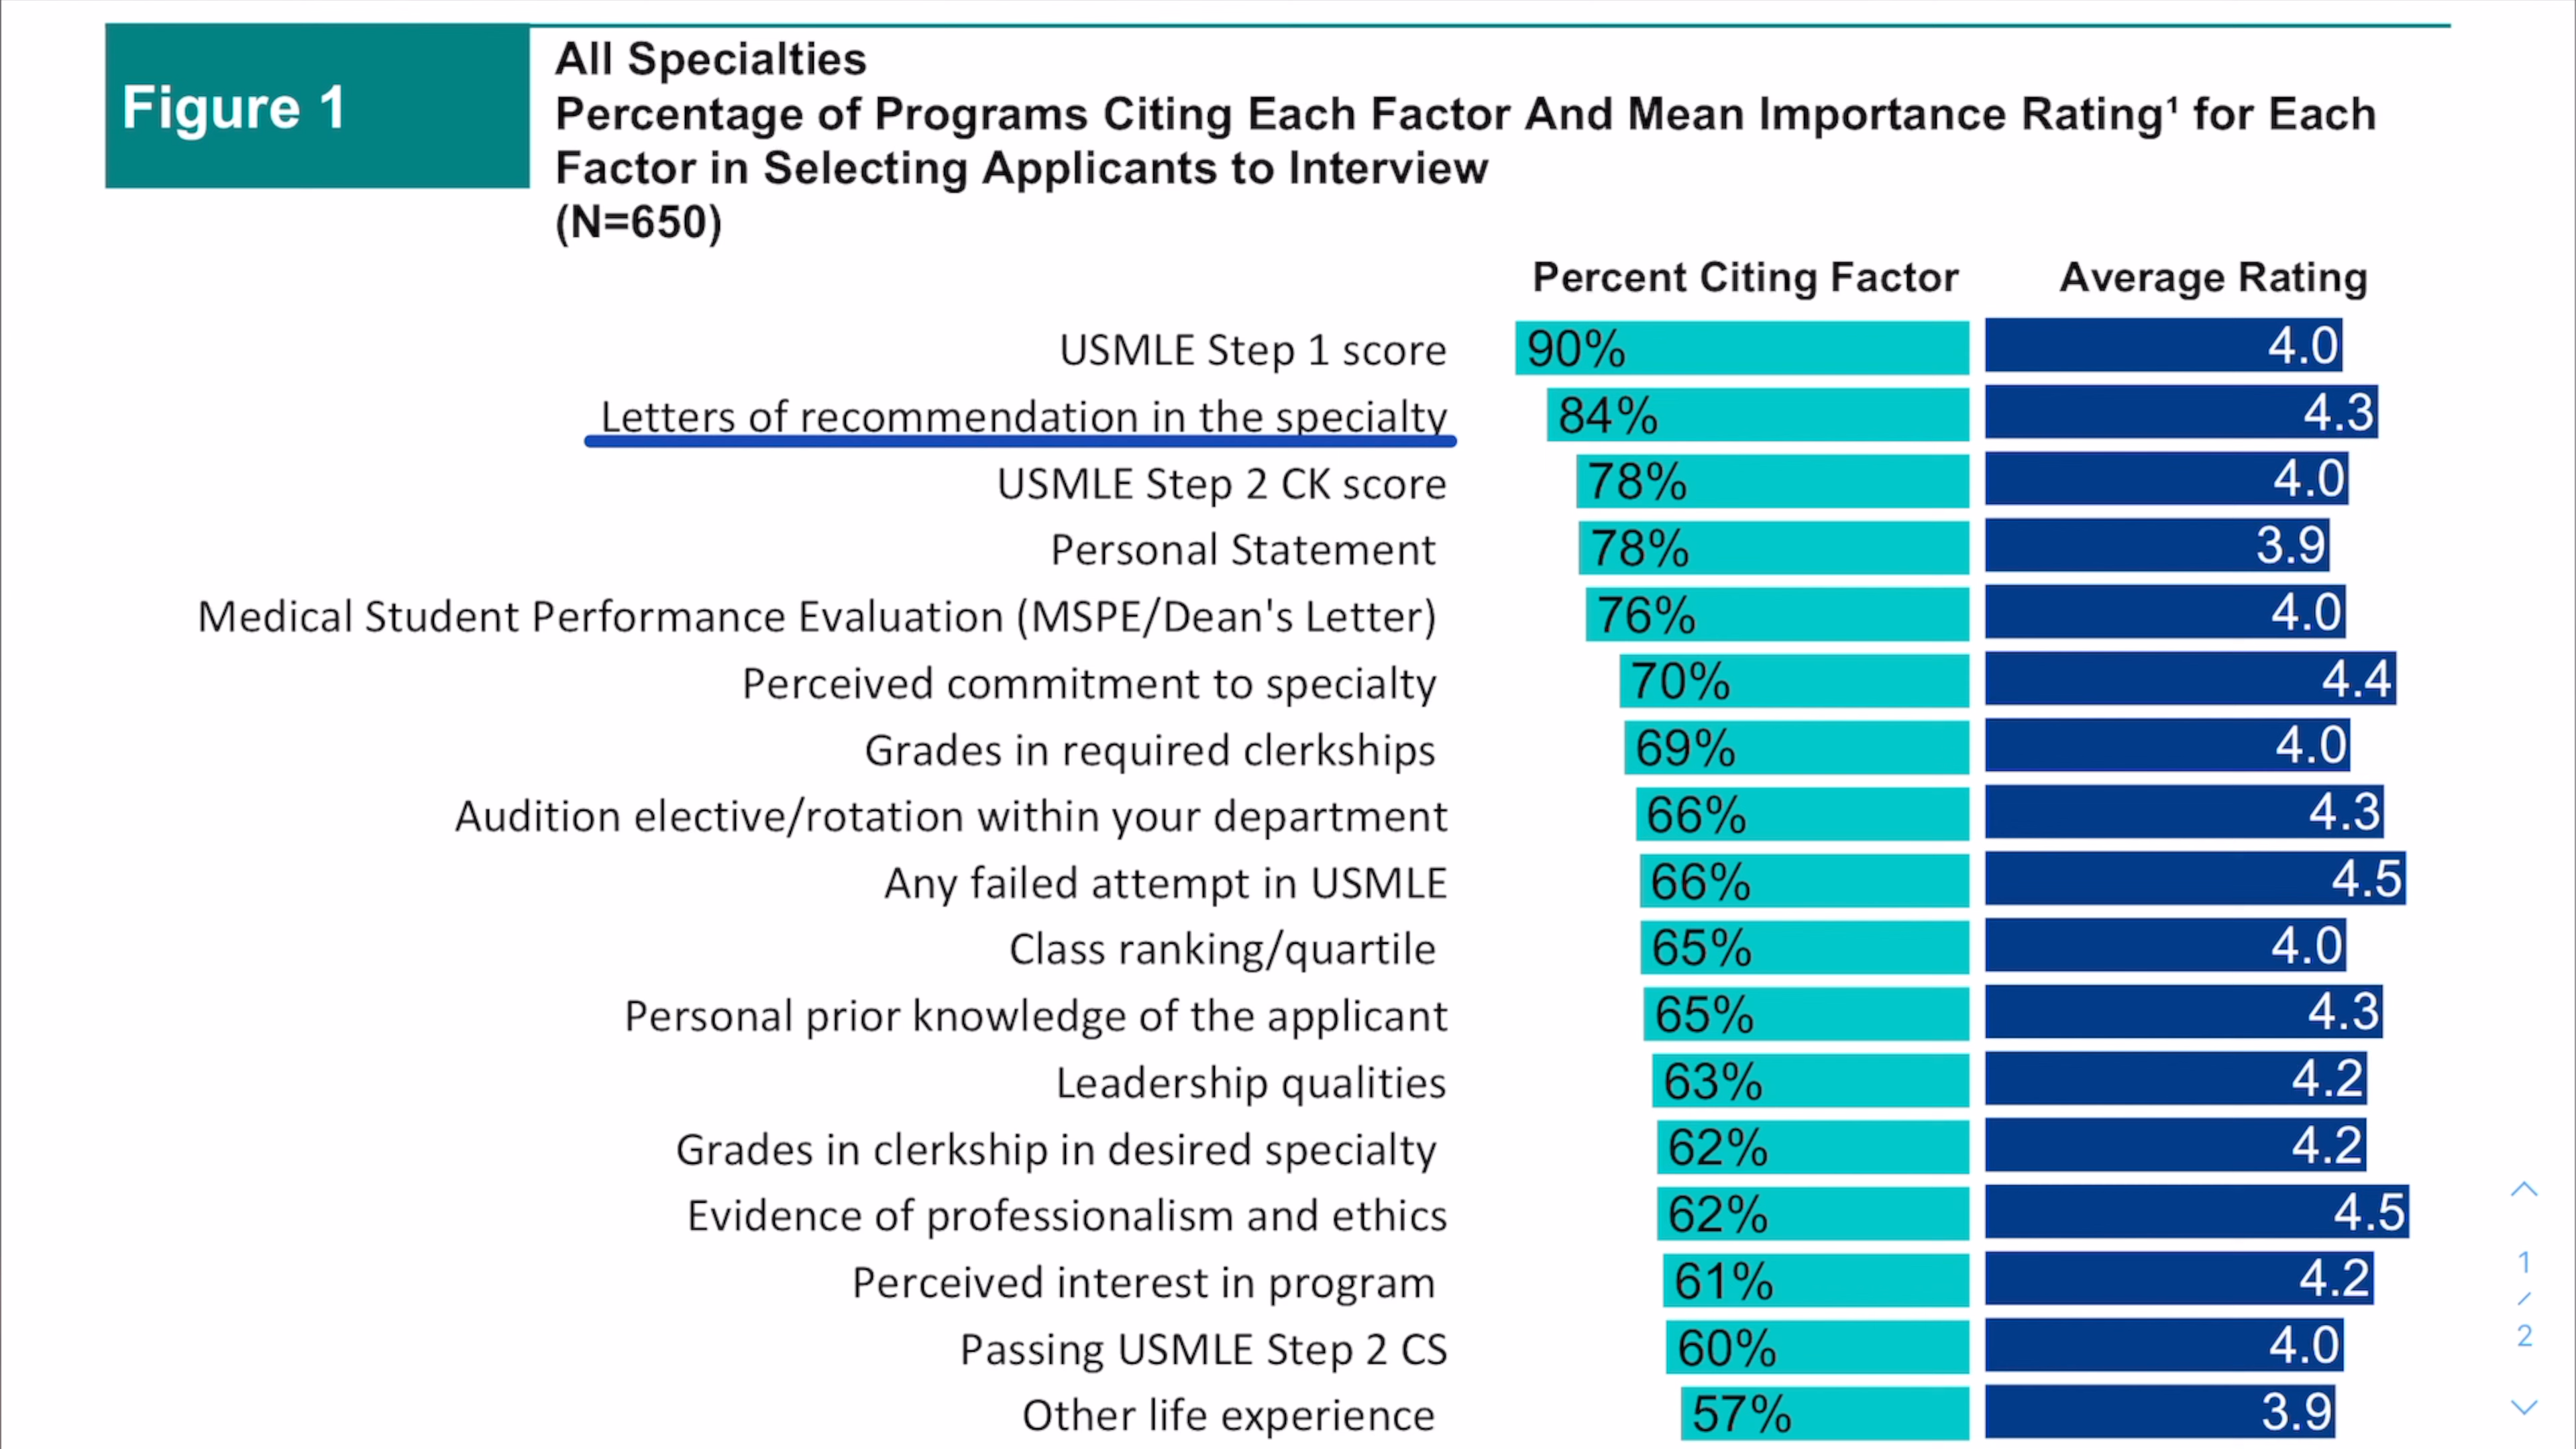 Figure 1
All Specialties
Percentage of Programs Citing Each Factor And Mean Importance Rating¹ for Each
Factor in Selecting Applicants to Interview
(N=650)
Percent Citing Factor Average Rating
USMLE Step 1 score 90% 4.0
Letters of recommendation in the specialty 84% 4.3
USMLE Step 2 CK score 78% 4.0
Personal Statement 78% 3.9
Medical Student Performance Evaluation (MSPE/Dean's Letter) 76% 4.0
Perceived commitment to specialty 70% 4.4
Grades in required clerkships 69% 4.0
Audition elective/rotation within your department 66% 4.3
Any failed attempt in USMLE 66% 4.5
Class ranking/quartile 65% 4.0
Personal prior knowledge of the applicant 65% 4.3
Leadership qualities 63% 4.2
Grades in clerkship in desired specialty 62% 4.2
Evidence of professionalism and ethics 62% 4.5
Perceived interest in program 61% 4.2
Passing USMLE Step 2 CS 60% 4.0
Other life experience 57% 3.9
1
/
2